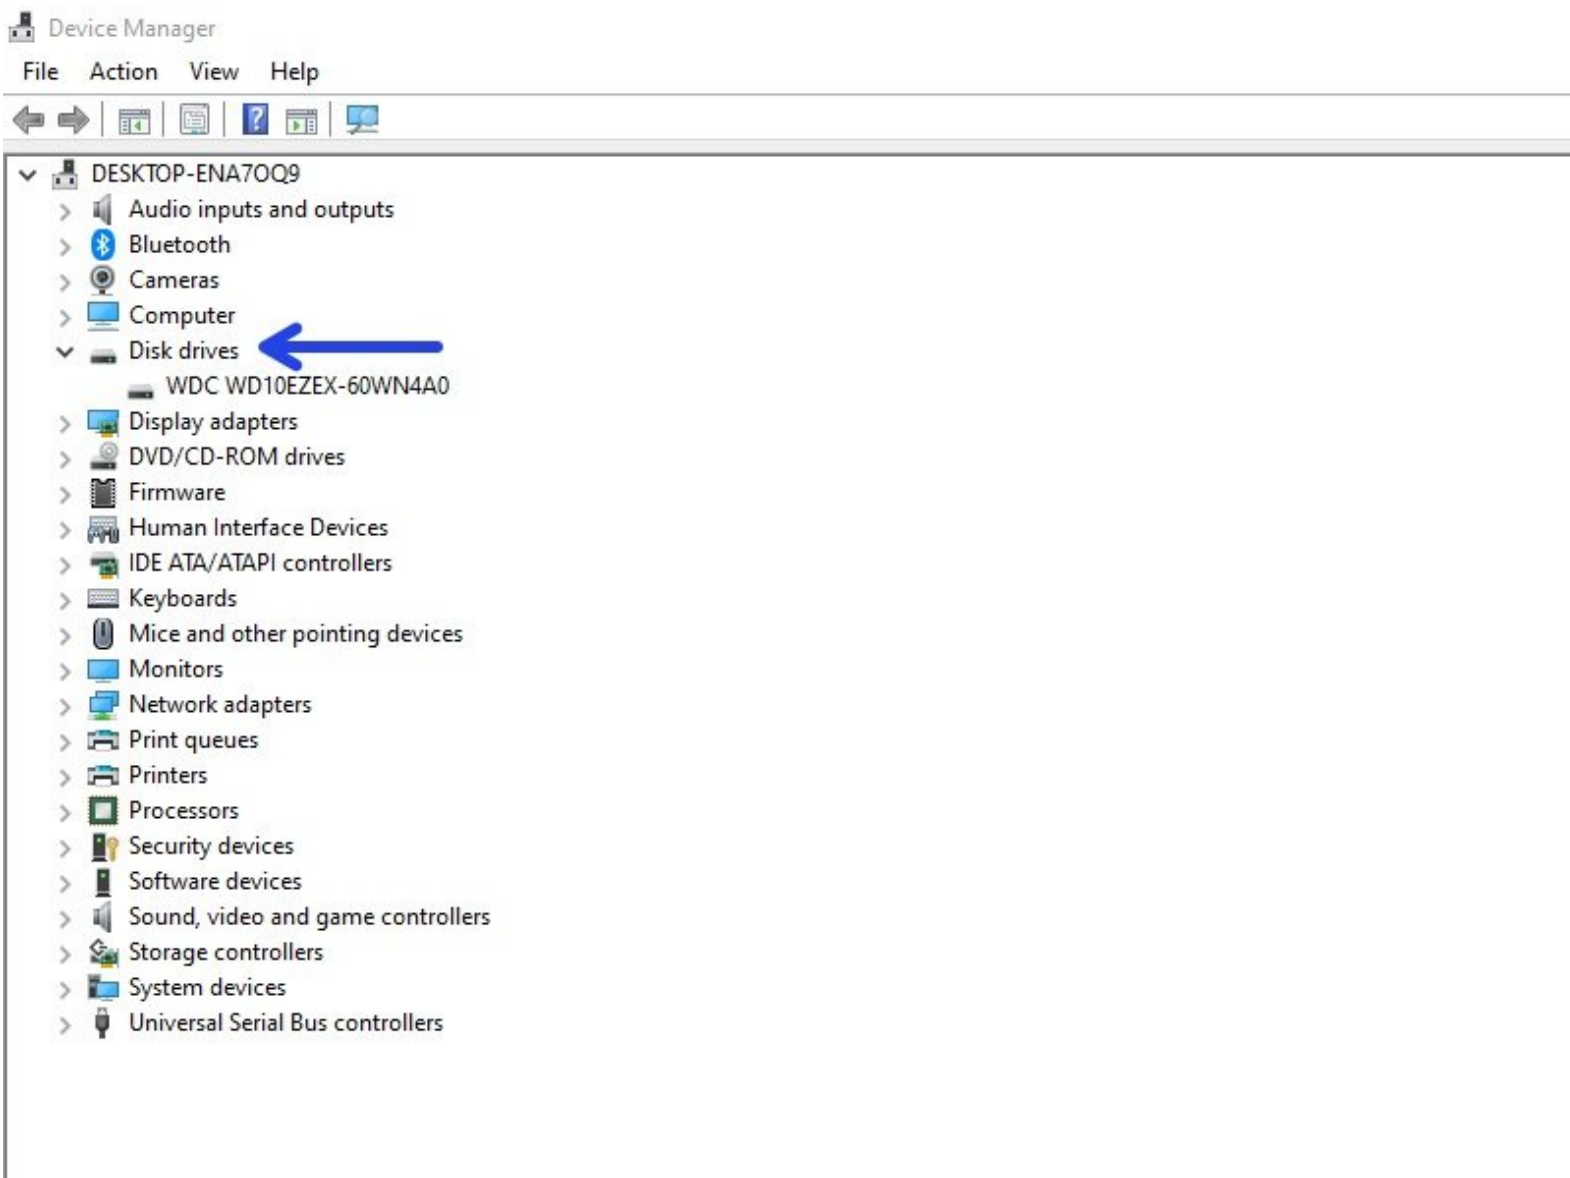 Device Manager
File Action View Help
DESKTOP-ENA7OQ9
Audio inputs and outputs
Bluetooth
Cameras
Computer
Disk drives
WDC WD10EZEX-60WN4A0
Display adapters
DVD/CD-ROM drives
Firmware
Human Interface Devices
IDE ATA/ATAPI controllers
Keyboards
Mice and other pointing devices
Monitors
Network adapters
Print queues
Printers
Processors
Security devices
Software devices
Sound, video and game controllers
Storage controllers
System devices
Universal Serial Bus controllers